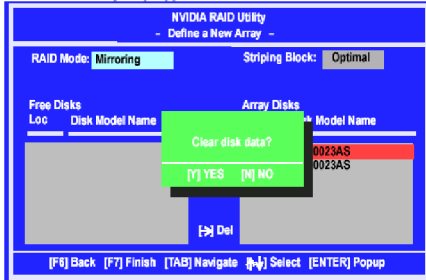 NVIDIA RAID Utility
- Define a New Array -
RAID Mode: Mirroring Striping Block: Optimal
Free Disks Array Disks
Loc Disk Model Name Model Name
Clear disk data?
0023AS
0023AS
[Y] YES [N] NO
Del
[F6] Back [F7] Finish [TAB] Navigate Select [ENTER] Popup